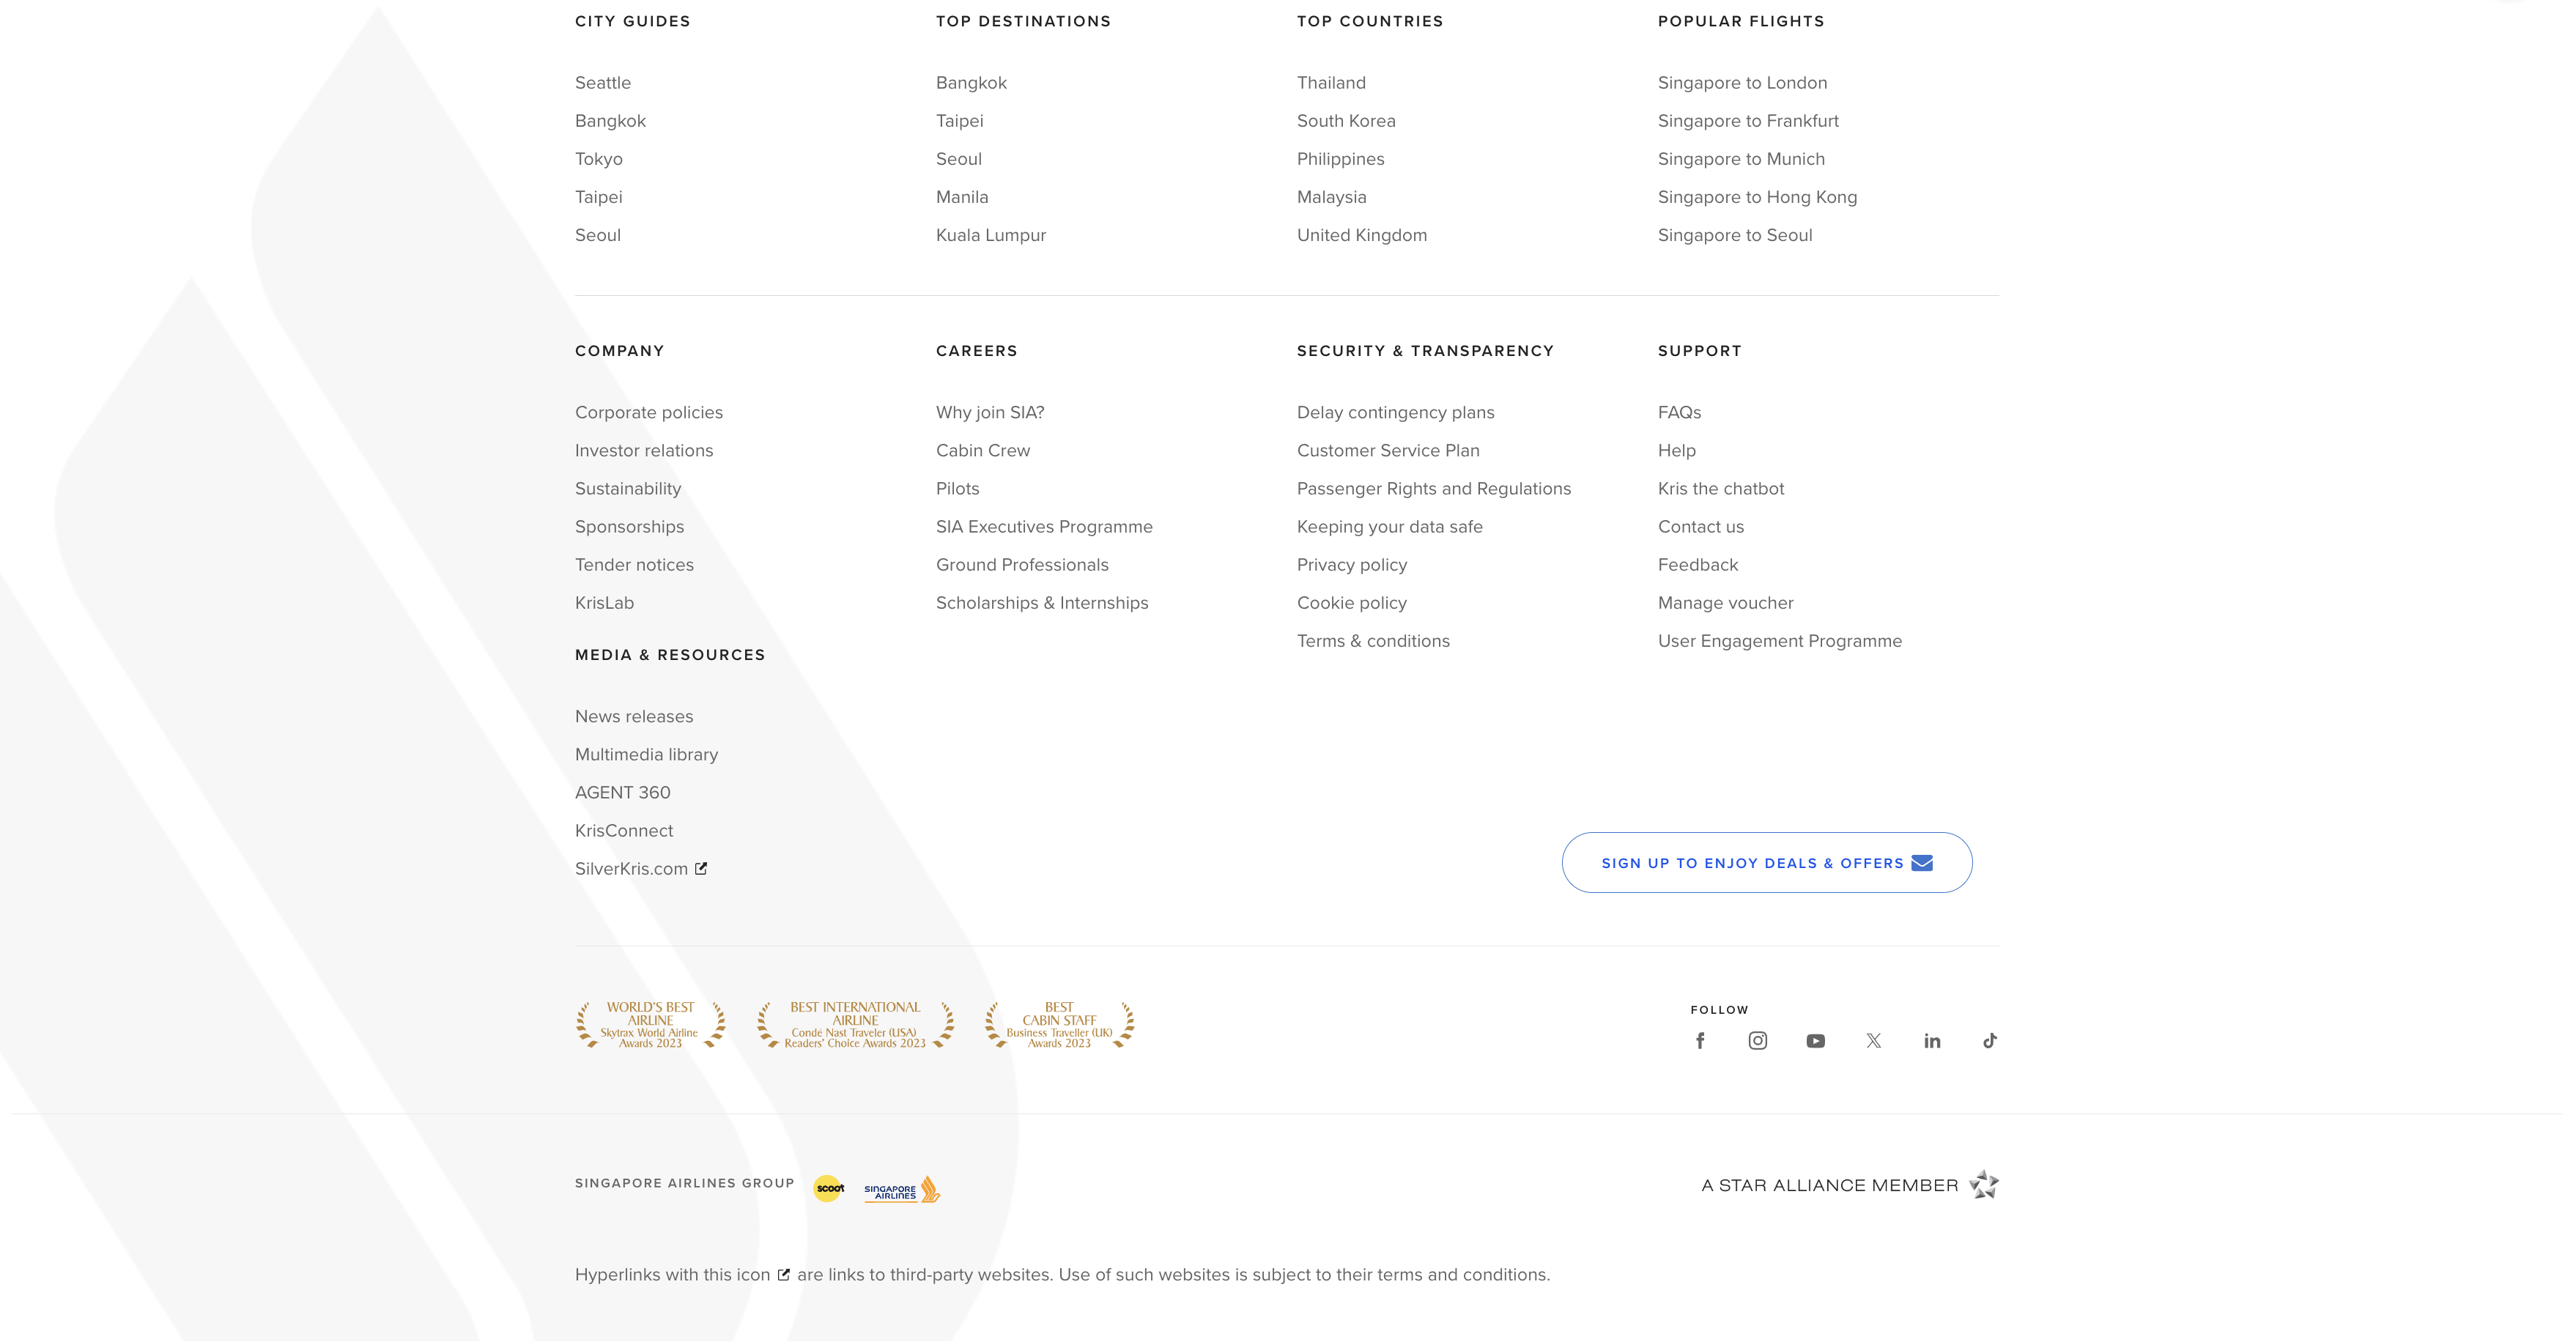 CITY GUIDES
Seattle
Bangkok
Tokyo
Taipei
Seoul
TOP DESTINATIONS
Bangkok
Taipei
Seoul
Manila
Kuala Lumpur
TOP COUNTRIES
Thailand
South Korea
Philippines
Malaysia
United Kingdom
POPULAR FLIGHTS
Singapore to London
Singapore to Frankfurt
Singapore to Munich
Singapore to Hong Kong
Singapore to Seoul
COMPANY
Corporate policies
Investor relations
Sustainability
Sponsorships
Tender notices
KrisLab
MEDIA & RESOURCES
News releases
Multimedia library
AGENT 360
KrisConnect
SilverKris.com
CAREERS
Why join SIA?
Cabin Crew
Pilots
SIA Executives Programme
Ground Professionals
Scholarships & Internships
SECURITY & TRANSPARENCY
Delay contingency plans
Customer Service Plan
Passenger Rights and Regulations
Keeping your data safe
Privacy policy
Cookie policy
Terms & conditions
SUPPORT
FAQs
Help
Kris the chatbot
Contact us
Feedback
Manage voucher
User Engagement Programme
SIGN UP TO ENJOY DEALS & OFFERS
WORLD'S BEST
AIRLINE
Skytrax World Airline
Awards 2023
BEST INTERNATIONAL
AIRLINE
Condé Nast Traveler (USA)
Readers' Choice Awards 2023
BEST
CABIN STAFF
Business Traveller (UK)
Awards 2023
FOLLOW
SINGAPORE AIRLINES GROUP
scoot
SINGAPORE
AIRLINES
A STAR ALLIANCE MEMBER
Hyperlinks with this icon are links to third-party websites. Use of such websites is subject to their terms and conditions.